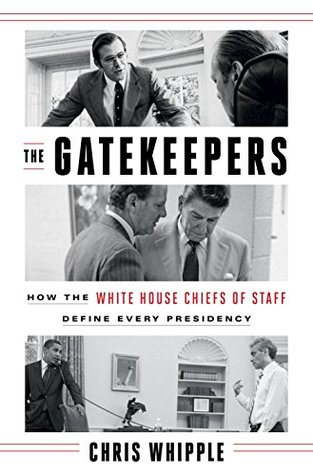 THE GATEKEEPERS
HOW THE WHITE HOUSE CHIEFS OF STAFF
DEFINE EVERY PRESIDENCY
CHRIS WHIPPLE